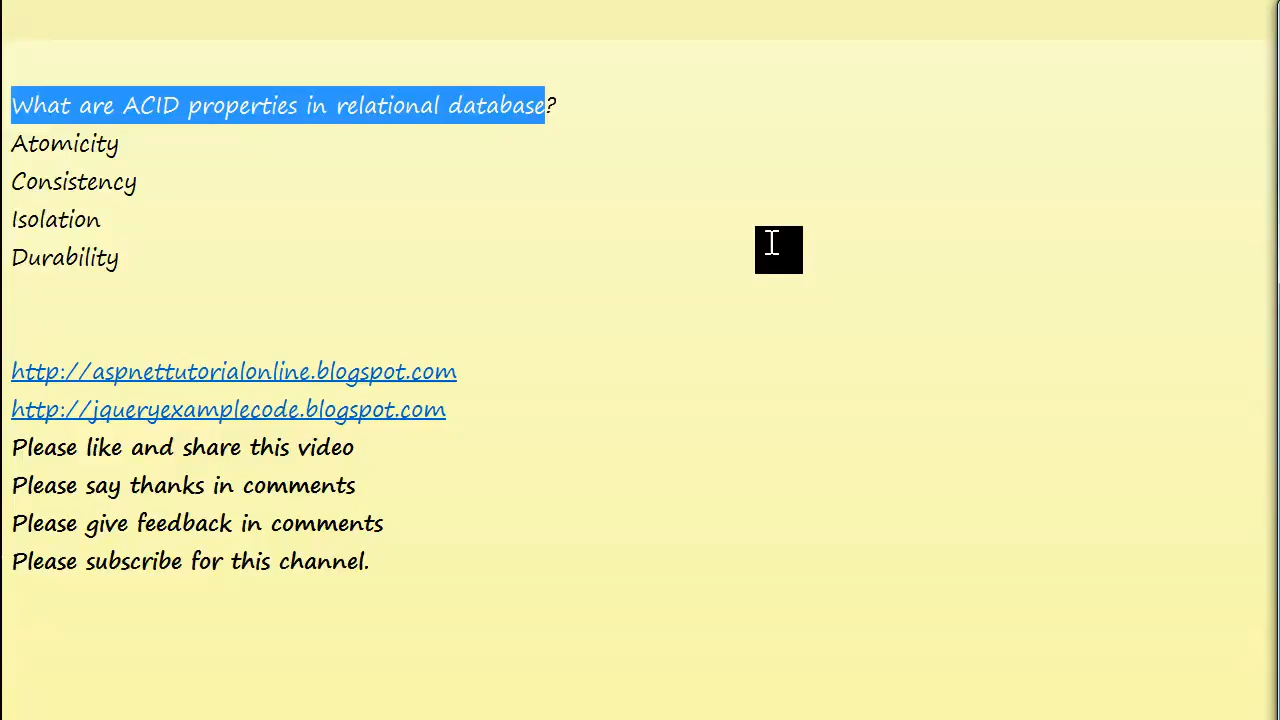 What are ACID properties in relational database?
Atomicity
Consistency
Isolation
Durability
http://aspnettutorialonline.blogspot.com
http://jqueryexamplecode.blogspot.com
Please like and share this video
Please say thanks in comments
Please give feedback in comments
Please subscribe for this channel.